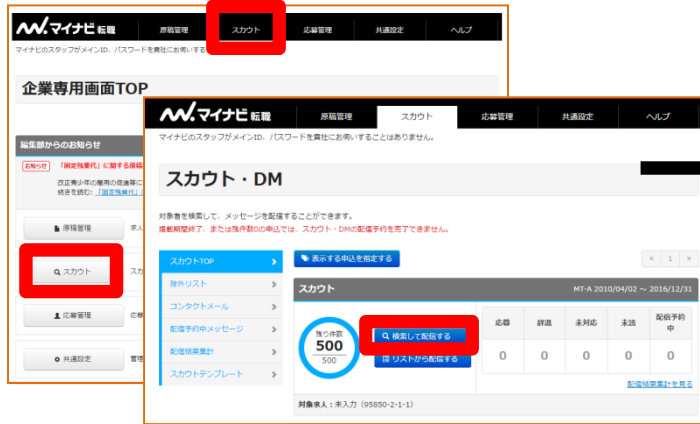 マイナビ 転職
原稿管理
スカウト
応募管理
共通設定
ヘルプ
マイナビのスタッフがメインID、パスワードを貴社にお伺いする
企業専用画面TOP
編集部からのお知らせ
お知らせ 「固定残業代」に関する原稿
改正青少年の雇用の促進等に
続きを読む:「固定残業代」
原稿管理
求人
スカウト
スカ
応募管理
応募
共通設定
管理
マイナビ 転職
原稿管理
スカウト
応募管理
共通設定
ヘルプ
マイナビのスタッフがメインID、パスワードを貴社にお伺いすることはありません。
スカウト・DM
対象者を検索して、メッセージを配信することができます。
掲載期間終了、または残件数0の申込では、スカウト・DMの配信予約を完了できません。
スカウトTOP
除外リスト
コンタクトメール
配信予約中メッセージ
配信結果集計
スカウトテンプレート
表示する申込を指定する
« 1 »
スカウト
MT-A 2010/04/02 ～ 2016/12/31
残り件数
500
500
検索して配信する
リストから配信する
応募 辞退 未対応 未読 配信予約中
0 0 0 0 0
配信結果集計を見る
対象求人：未入力（95850-2-1-1）